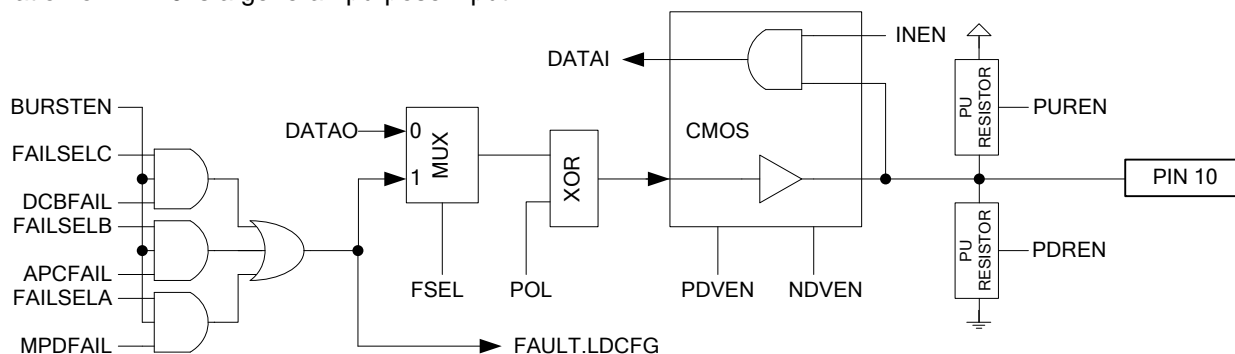 INEN
DATAI
BURSTEN
DATAO
0
MUX
CMOS
PU
RESISTOR
PUREN
FAILSELC
1
XOR
PIN 10
DCBFAIL
FAILSELB
PU
RESISTOR
PDREN
APCFAIL
FSEL
POL
PDVEN
NDVEN
FAILSELA
MPDFAIL
FAULT.LDCFG